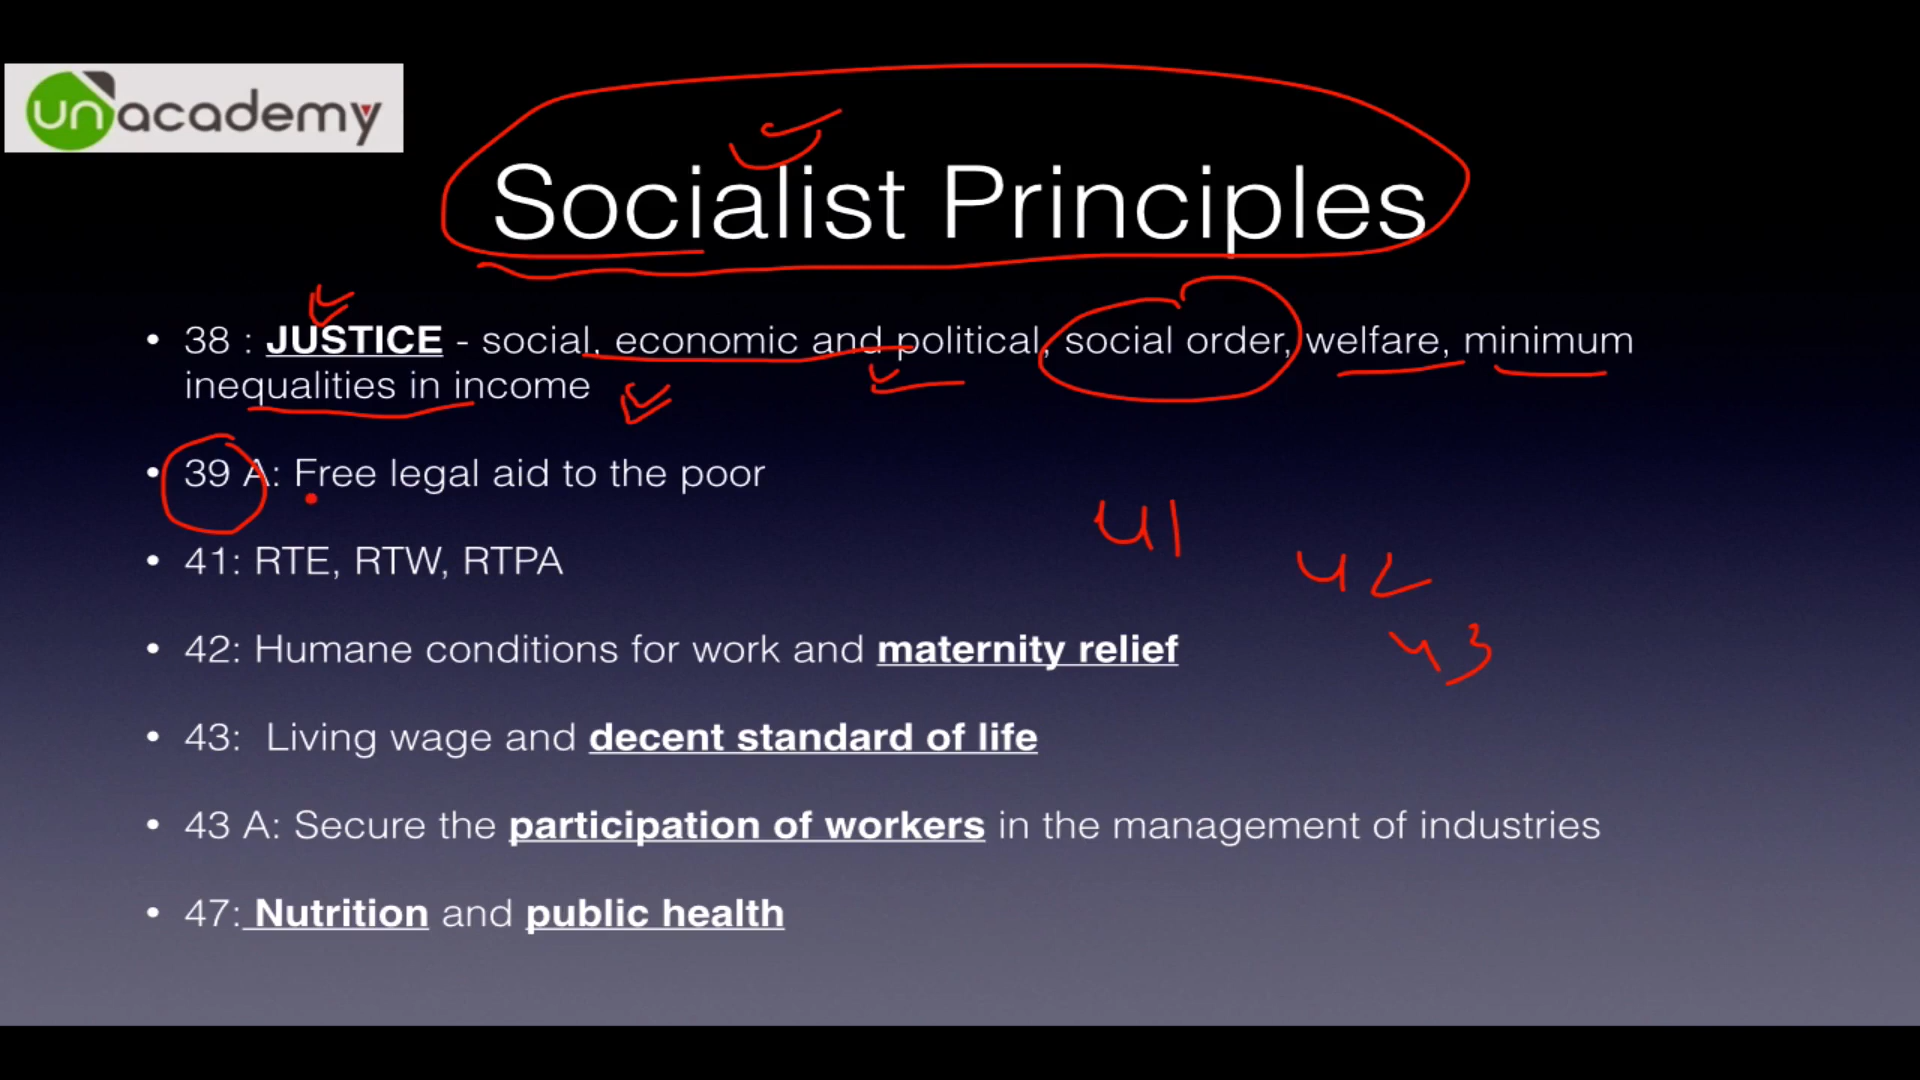 unacademy
Socialist Principles
• 38 : JUSTICE - social, economic and political, social order, welfare, minimum
inequalities in income
• 39 A: Free legal aid to the poor
41
• 41: RTE, RTW, RTPA
42
• 42: Humane conditions for work and maternity relief
43
• 43: Living wage and decent standard of life
• 43 A: Secure the participation of workers in the management of industries
• 47: Nutrition and public health